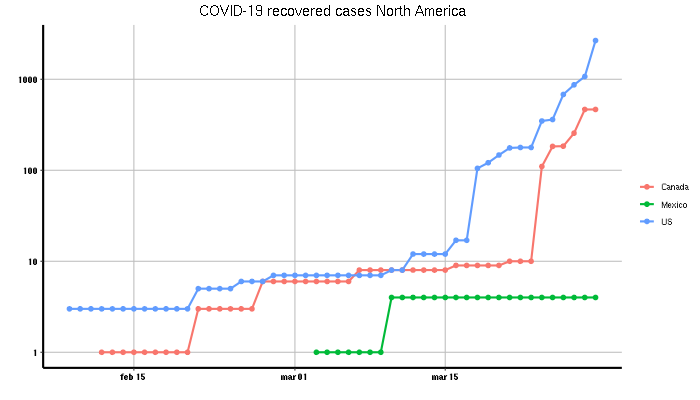 COVID-19 recovered cases North America
1000
100
10
1
feb 15
mar 01
mar 15
Canada
Mexico
US